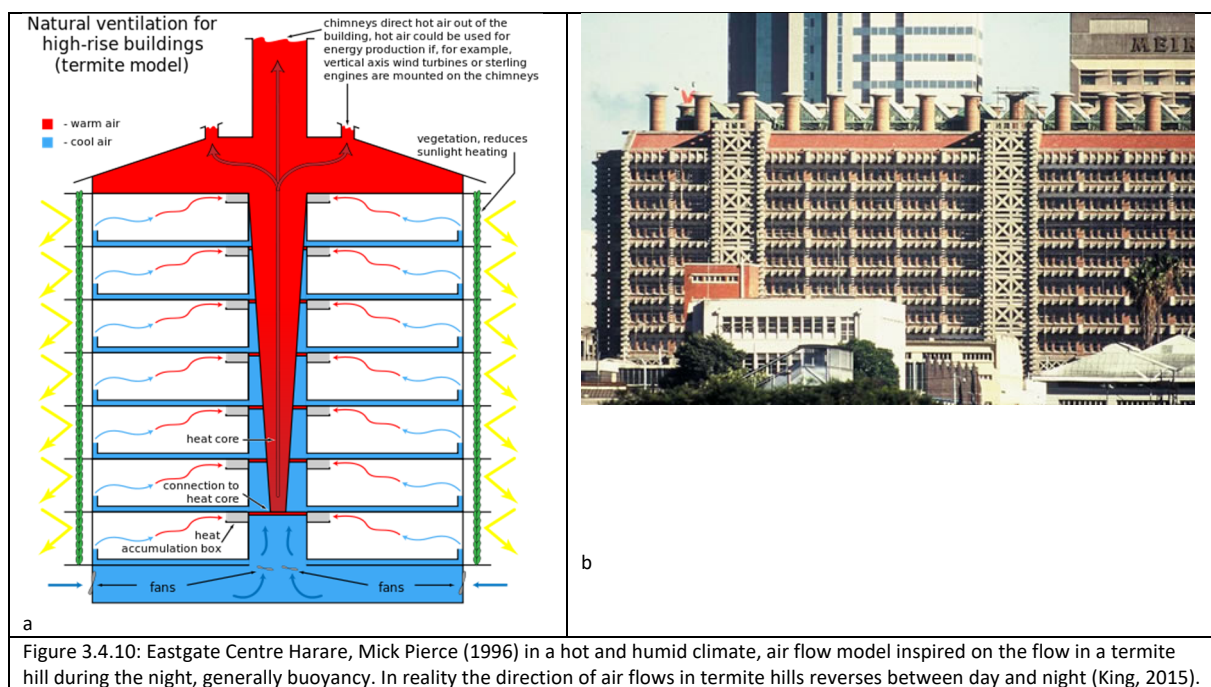 Natural ventilation for
high-rise buildings
(termite model)
- warm air
- cool air
chimneys direct hot air out of the
building, hot air could be used for
energy production if, for example,
vertical axis wind turbines or sterling
engines are mounted on the chimneys
vegetation, reduces
sunlight heating
heat core
connection to
heat core
heat
accumulation box
fans
fans
a
MEIK
b
Figure 3.4.10: Eastgate Centre Harare, Mick Pierce (1996) in a hot and humid climate, air flow model inspired on the flow in a termite
hill during the night, generally buoyancy. In reality the direction of air flows in termite hills reverses between day and night (King, 2015).